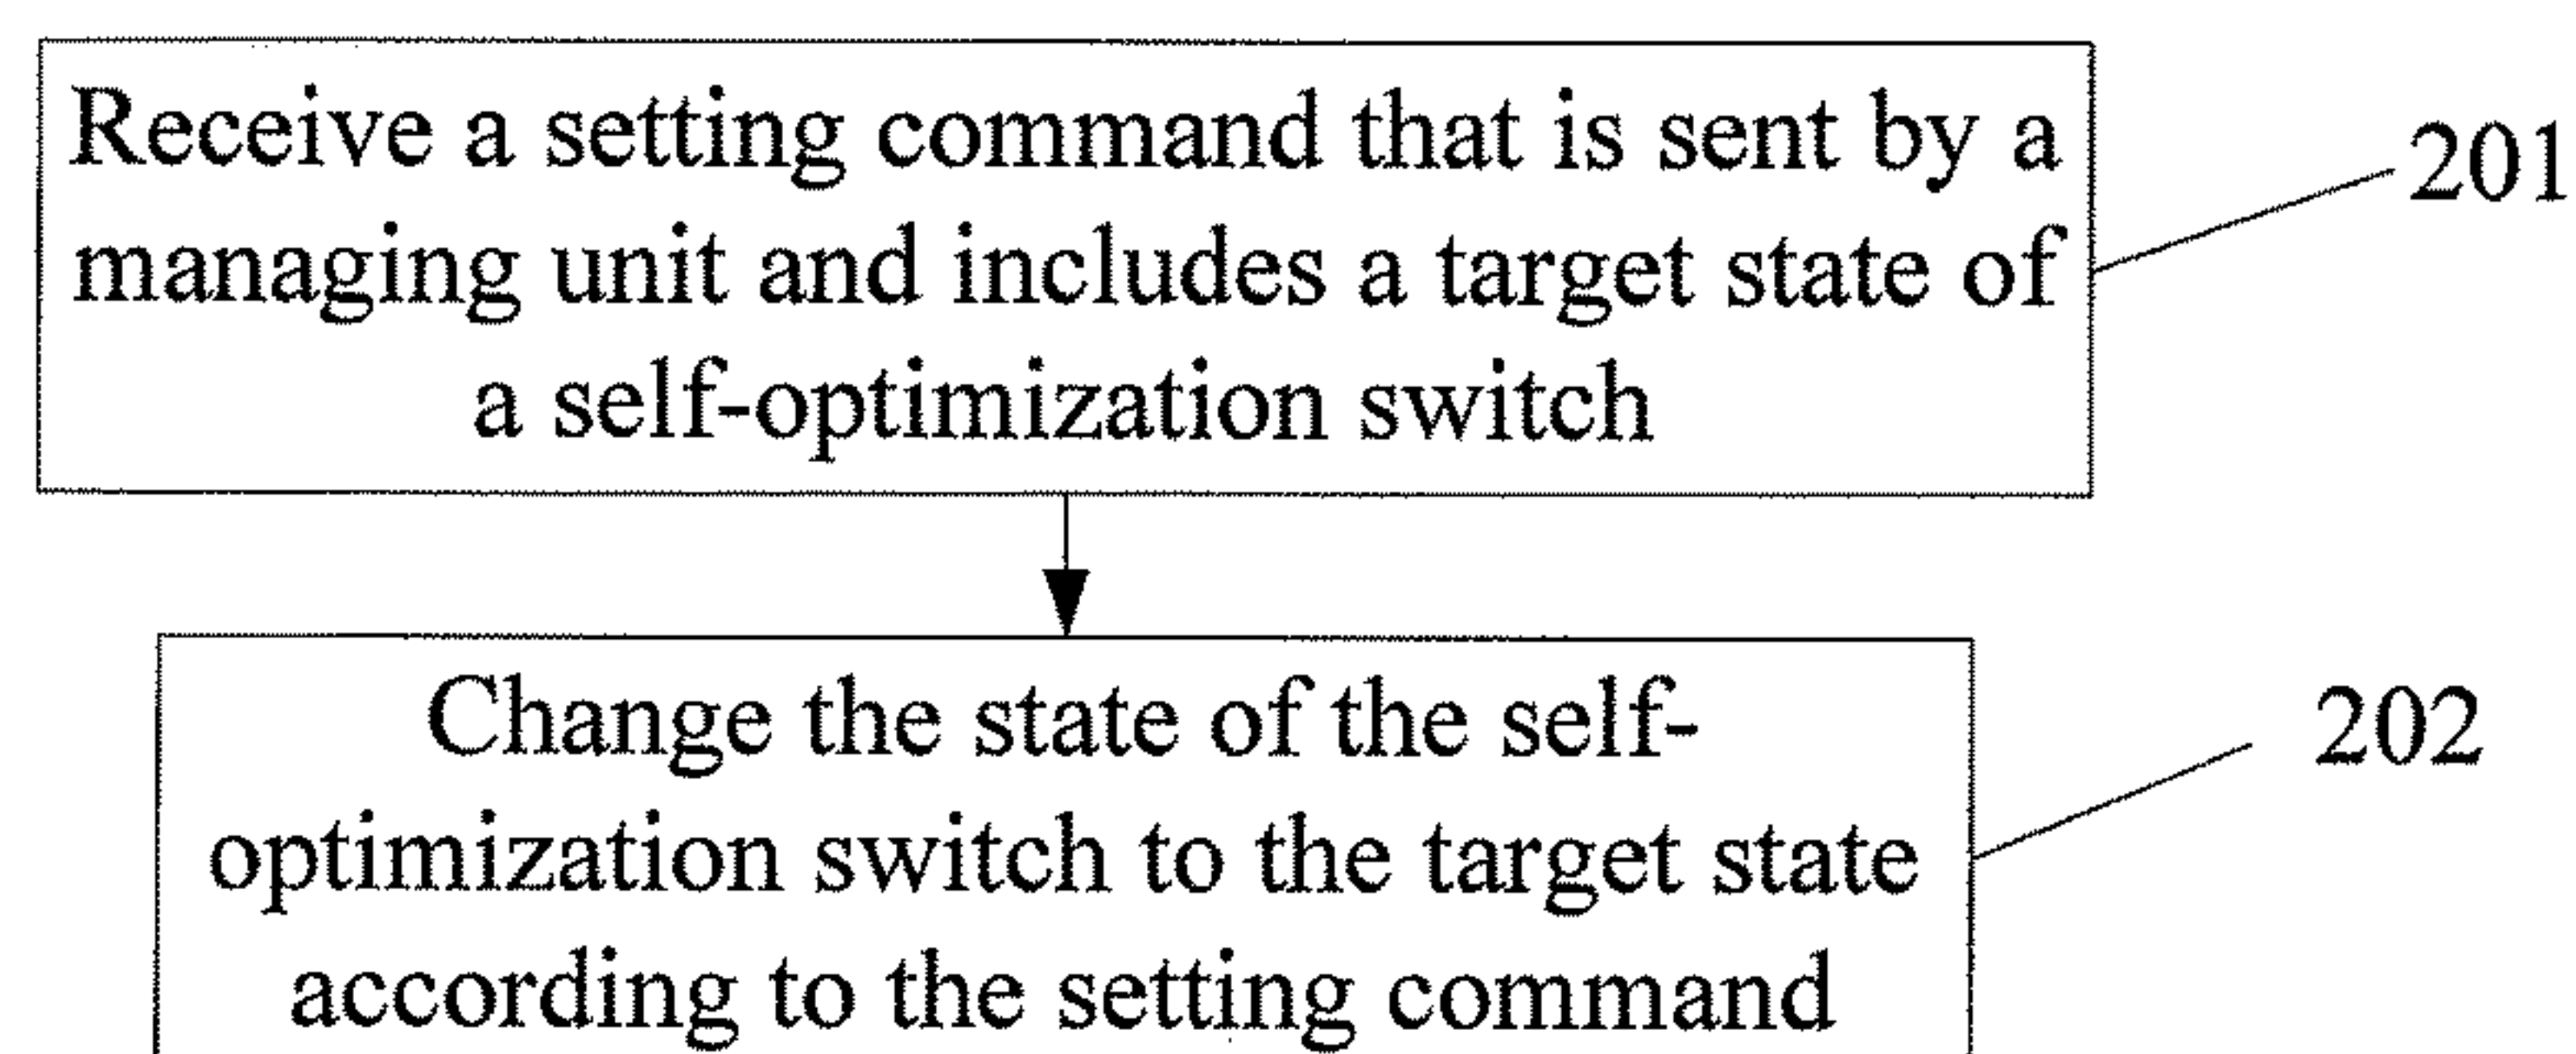 Receive a setting command that is sent by a
managing unit and includes a target state of
a self-optimization switch
201
Change the state of the self-
optimization switch to the target state
according to the setting command
202